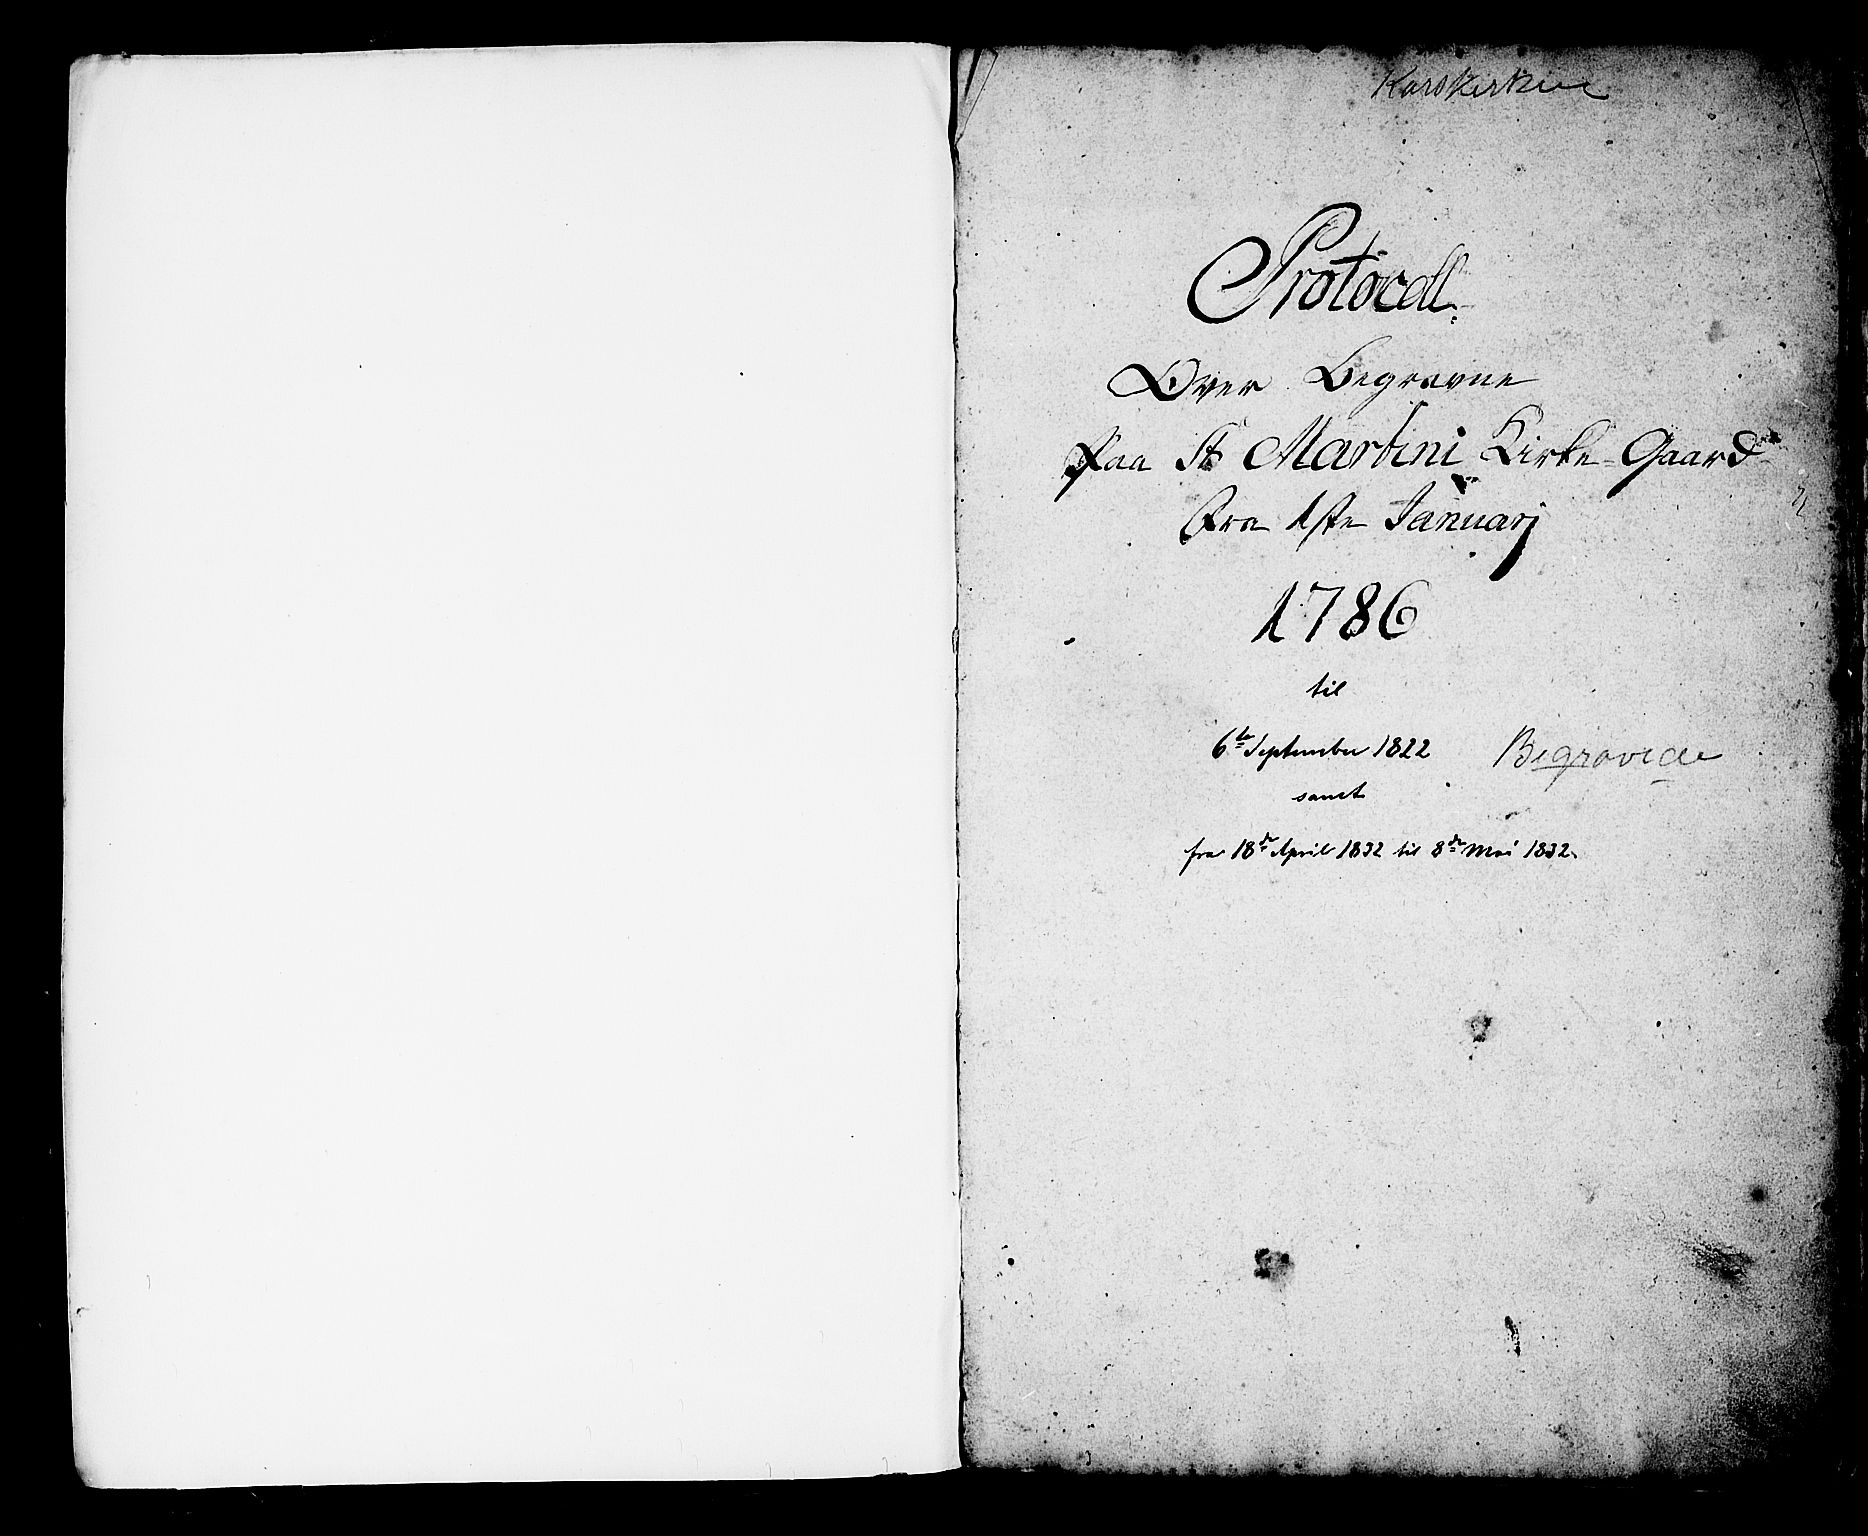 Korskirken
Protocoll.
Over Begravne
Paa St Martini Kirke-Gaard
Fra 1ste Januarj
1786
til
6te September 1822
Begravede
samt
fra 18de April 1832 til 8de Mai 1832.